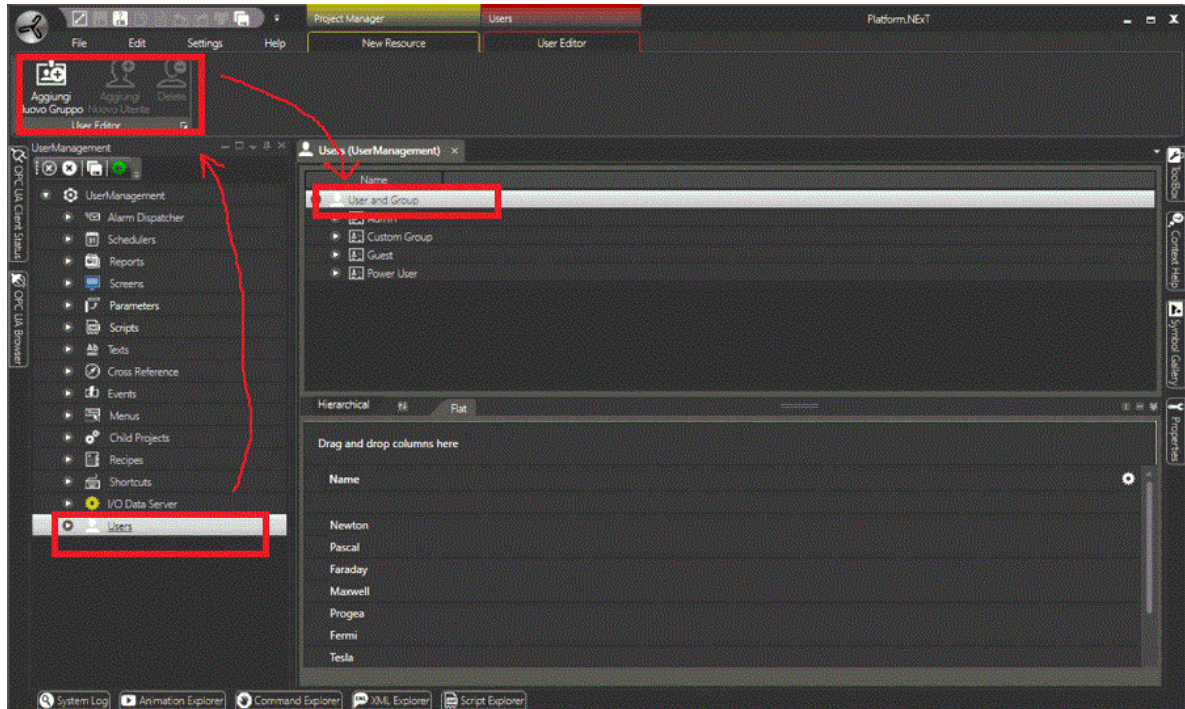 Project Manager
Users
Platform.NExT
File
Edit
Settings
Help
New Resource
User Editor
Aggiungi
Nuovo Gruppo
Aggiungi
Nuovo Utente
Delete
User Editor
UserManagement
Users (UserManagement)
OPC UA Client Status
OPC UA Browser
UserManagement
Alarm Dispatcher
Schedulers
Reports
Screens
Parameters
Scripts
Texts
Cross Reference
Events
Menus
Child Projects
Recipes
Shortcuts
I/O Data Server
Users
Name
User and Group
Admin
Custom Group
Guest
Power User
Hierarchical
Flat
Drag and drop columns here
Name
Newton
Pascal
Faraday
Maxwell
Progea
Fermi
Tesla
ToolBox
Context Help
Symbol Gallery
Properties
System Log
Animation Explorer
Command Explorer
XML Explorer
Script Explorer